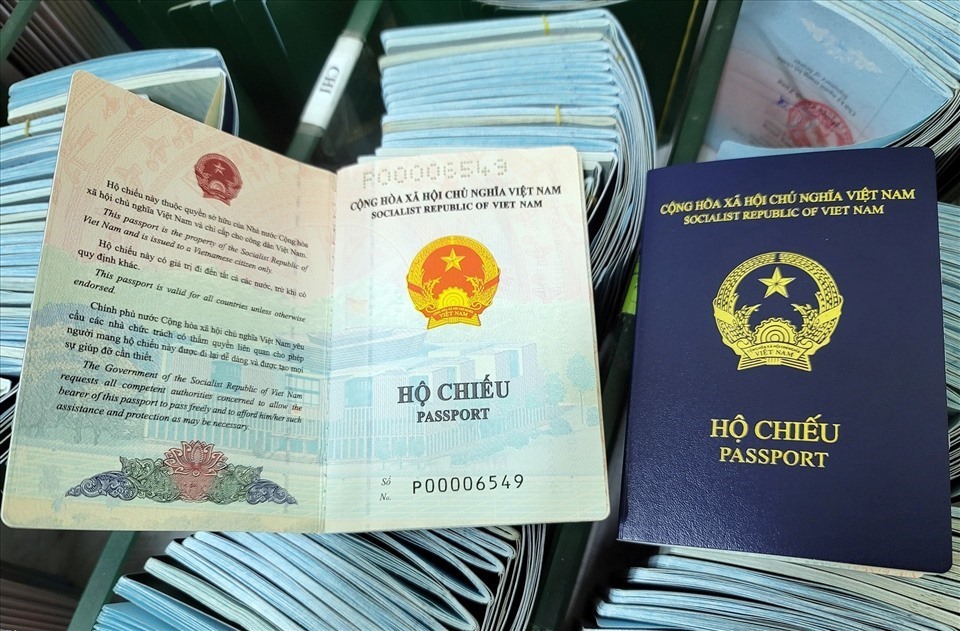 CHI
Hộ chiếu này thuộc quyền sở hữu của Nhà nước Cộng hòa
xã hội chủ nghĩa Việt Nam và chỉ cấp cho công dân Việt Nam.
This passport is the property of the Socialist Republic of
Viet Nam and is issued to a Vietnamese citizen only.
Hộ chiếu này có giá trị đi đến tất cả các nước, trừ khi có
quy định khác.
This passport is valid for all countries unless otherwise
endorsed.
Chính phủ nước Cộng hòa xã hội chủ nghĩa Việt Nam yêu
cầu các nhà chức trách có thẩm quyền liên quan cho phép
người mang hộ chiếu này được đi lại dễ dàng và được tạo mọi
sự giúp đỡ cần thiết.
The Government of the Socialist Republic of Viet Nam
requests all competent authorities concerned to allow the
bearer of this passport to pass freely and to afford him/her such
assistance and protection as may be necessary.
P00006549
CỘNG HÒA XÃ HỘI CHỦ NGHĨA VIỆT NAM
SOCIALIST REPUBLIC OF VIET NAM
VIỆT NAM
HỘ CHIẾU
PASSPORT
Số
No.
P00006549
CỘNG HÒA XÃ HỘI CHỦ NGHĨA VIỆT NAM
SOCIALIST REPUBLIC OF VIET NAM
VIỆT NAM
HỘ CHIẾU
PASSPORT